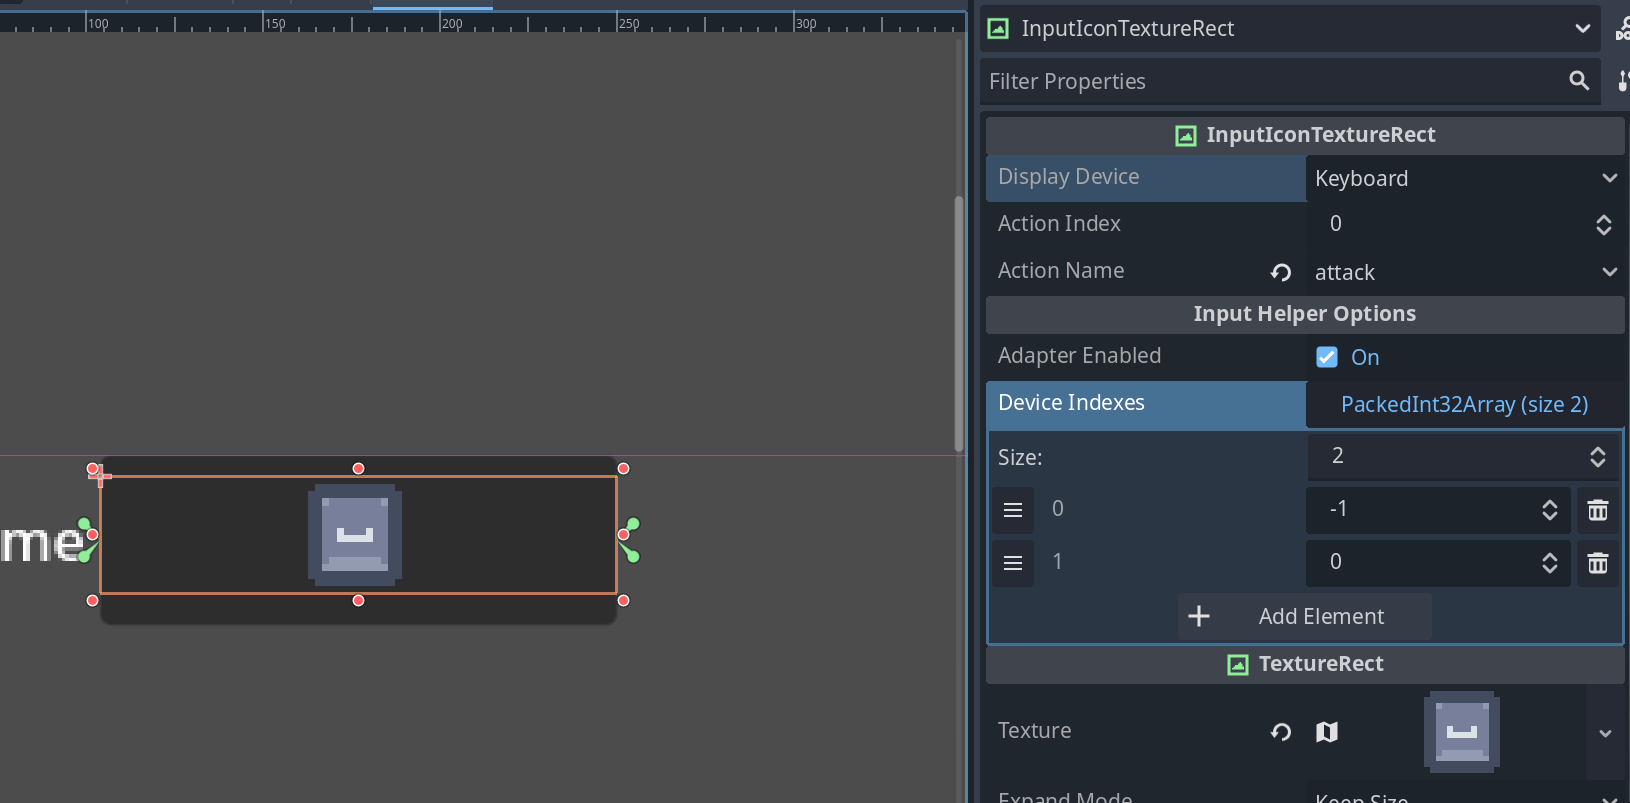 100 150 200 250 300
InputIconTextureRect
Filter Properties
InputIconTextureRect
Display Device Keyboard
Action Index 0
Action Name attack
Input Helper Options
Adapter Enabled On
Device Indexes PackedInt32Array (size 2)
Size: 2
0 -1
me
1 0
Add Element
TextureRect
Texture
Expand Mode Keep Size